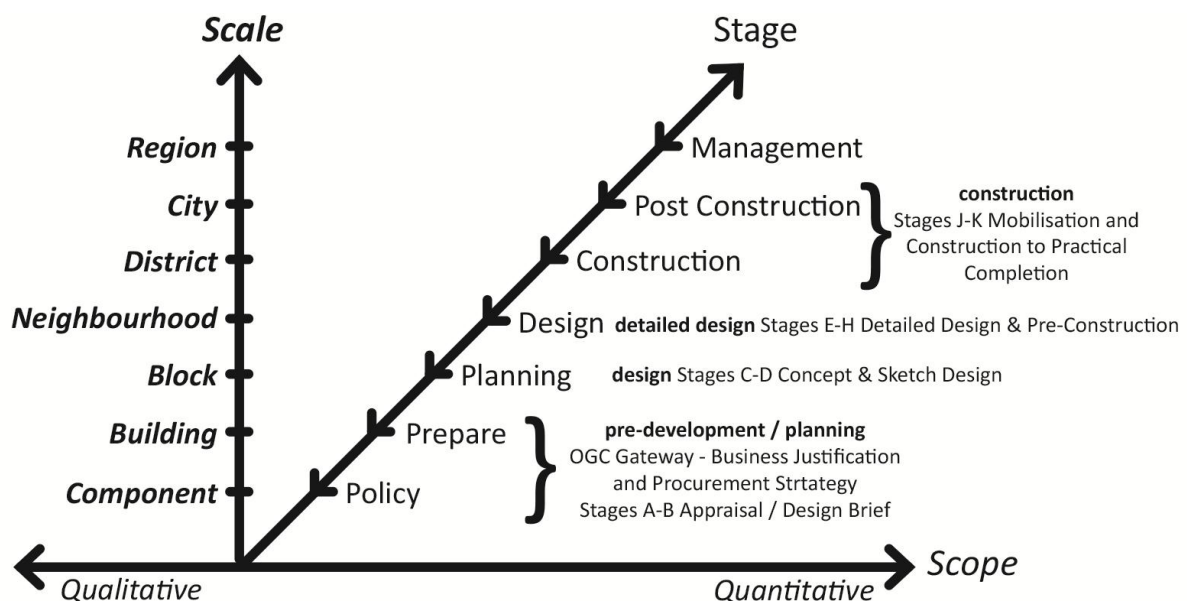 Scale
Stage
Region
Management
City
Post Construction
construction
Stages J-K Mobilisation and
Construction to Practical
Completion
District
Construction
Neighbourhood
Design
detailed design Stages E-H Detailed Design & Pre-Construction
Block
Planning
design Stages C-D Concept & Sketch Design
Building
Prepare
pre-development / planning
OGC Gateway - Business Justification
and Procurement Strtategy
Stages A-B Appraisal / Design Brief
Component
Policy
Scope
Qualitative
Quantitative